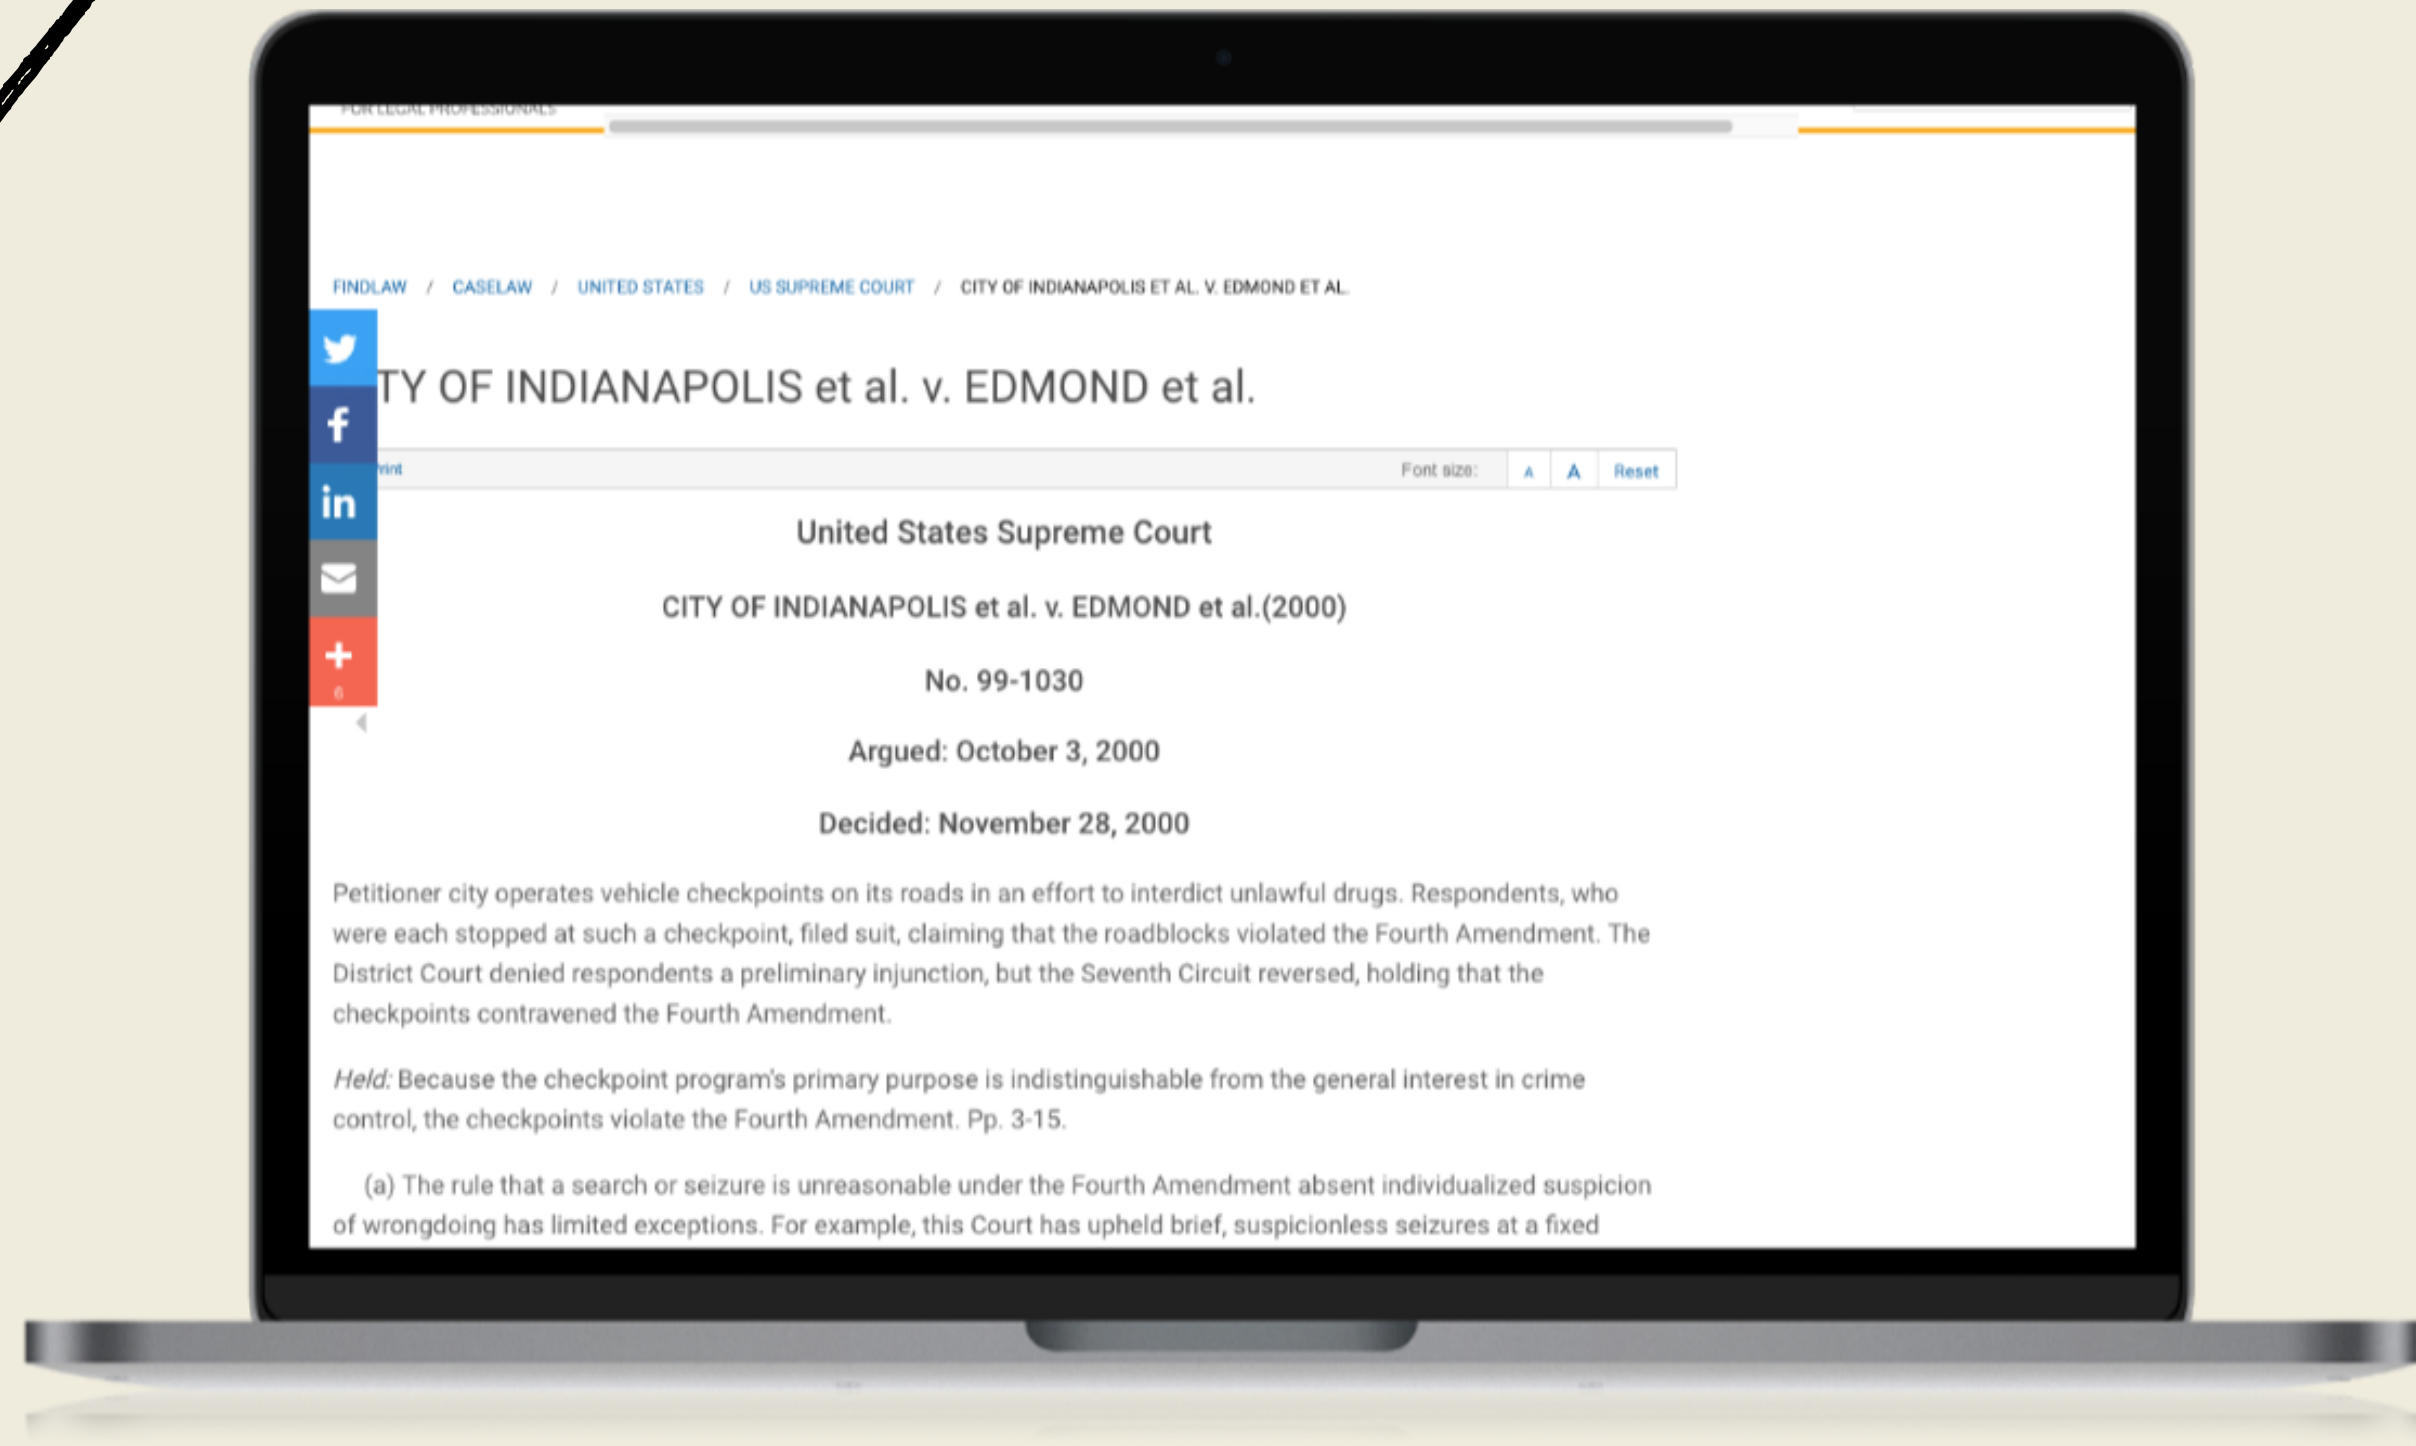 FOR LEGAL PROFESSIONALS
FINDLAW / CASELAW / UNITED STATES / US SUPREME COURT / CITY OF INDIANAPOLIS ET AL. V. EDMOND ET AL.
TY OF INDIANAPOLIS et al. v. EDMOND et al.
rint Font size: A A Reset
United States Supreme Court
CITY OF INDIANAPOLIS et al. v. EDMOND et al.(2000)
No. 99-1030
Argued: October 3, 2000
Decided: November 28, 2000
f
in
6
Petitioner city operates vehicle checkpoints on its roads in an effort to interdict unlawful drugs. Respondents, who
were each stopped at such a checkpoint, filed suit, claiming that the roadblocks violated the Fourth Amendment. The
District Court denied respondents a preliminary injunction, but the Seventh Circuit reversed, holding that the
checkpoints contravened the Fourth Amendment.
Held: Because the checkpoint program's primary purpose is indistinguishable from the general interest in crime
control, the checkpoints violate the Fourth Amendment. Pp. 3-15.
(a) The rule that a search or seizure is unreasonable under the Fourth Amendment absent individualized suspicion
of wrongdoing has limited exceptions. For example, this Court has upheld brief, suspicionless seizures at a fixed